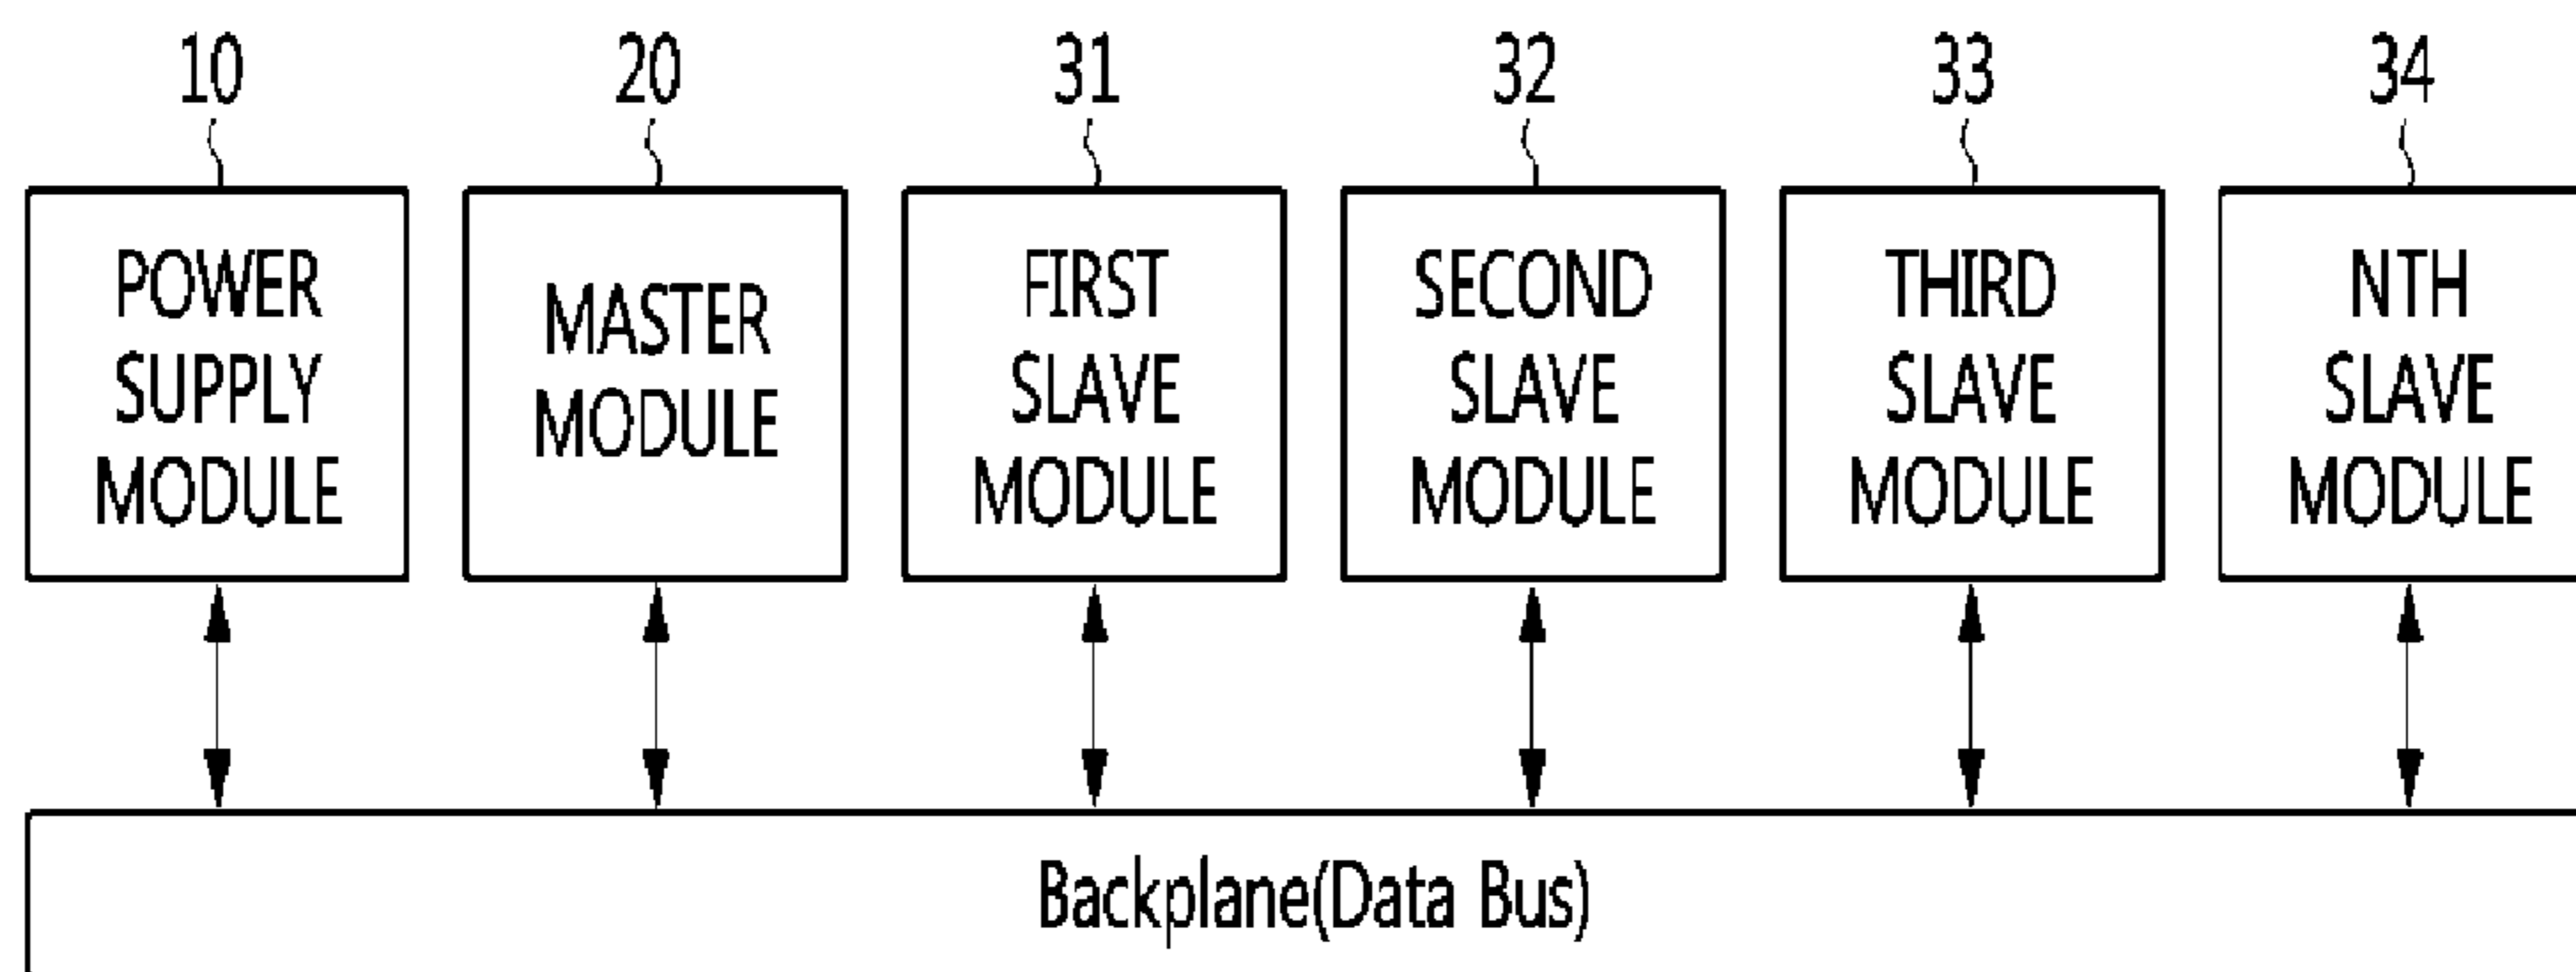 10
20
31
32
33
34
POWER
SUPPLY
MODULE
MASTER
MODULE
FIRST
SLAVE
MODULE
SECOND
SLAVE
MODULE
THIRD
SLAVE
MODULE
NTH
SLAVE
MODULE
Backplane(Data Bus)